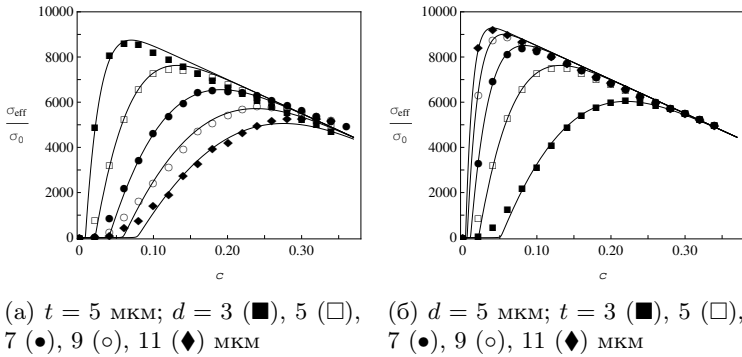 10000
8000
6000
4000
2000
0
σeff
σ0
0
0.10
0.20
0.30
c
10000
8000
6000
4000
2000
0
σeff
σ0
0
0.10
0.20
0.30
c
(а) t = 5 мкм; d = 3 (■), 5 (□),
7 (●), 9 (○), 11 (♦) мкм
(б) d = 5 мкм; t = 3 (■), 5 (□),
7 (●), 9 (○), 11 (♦) мкм